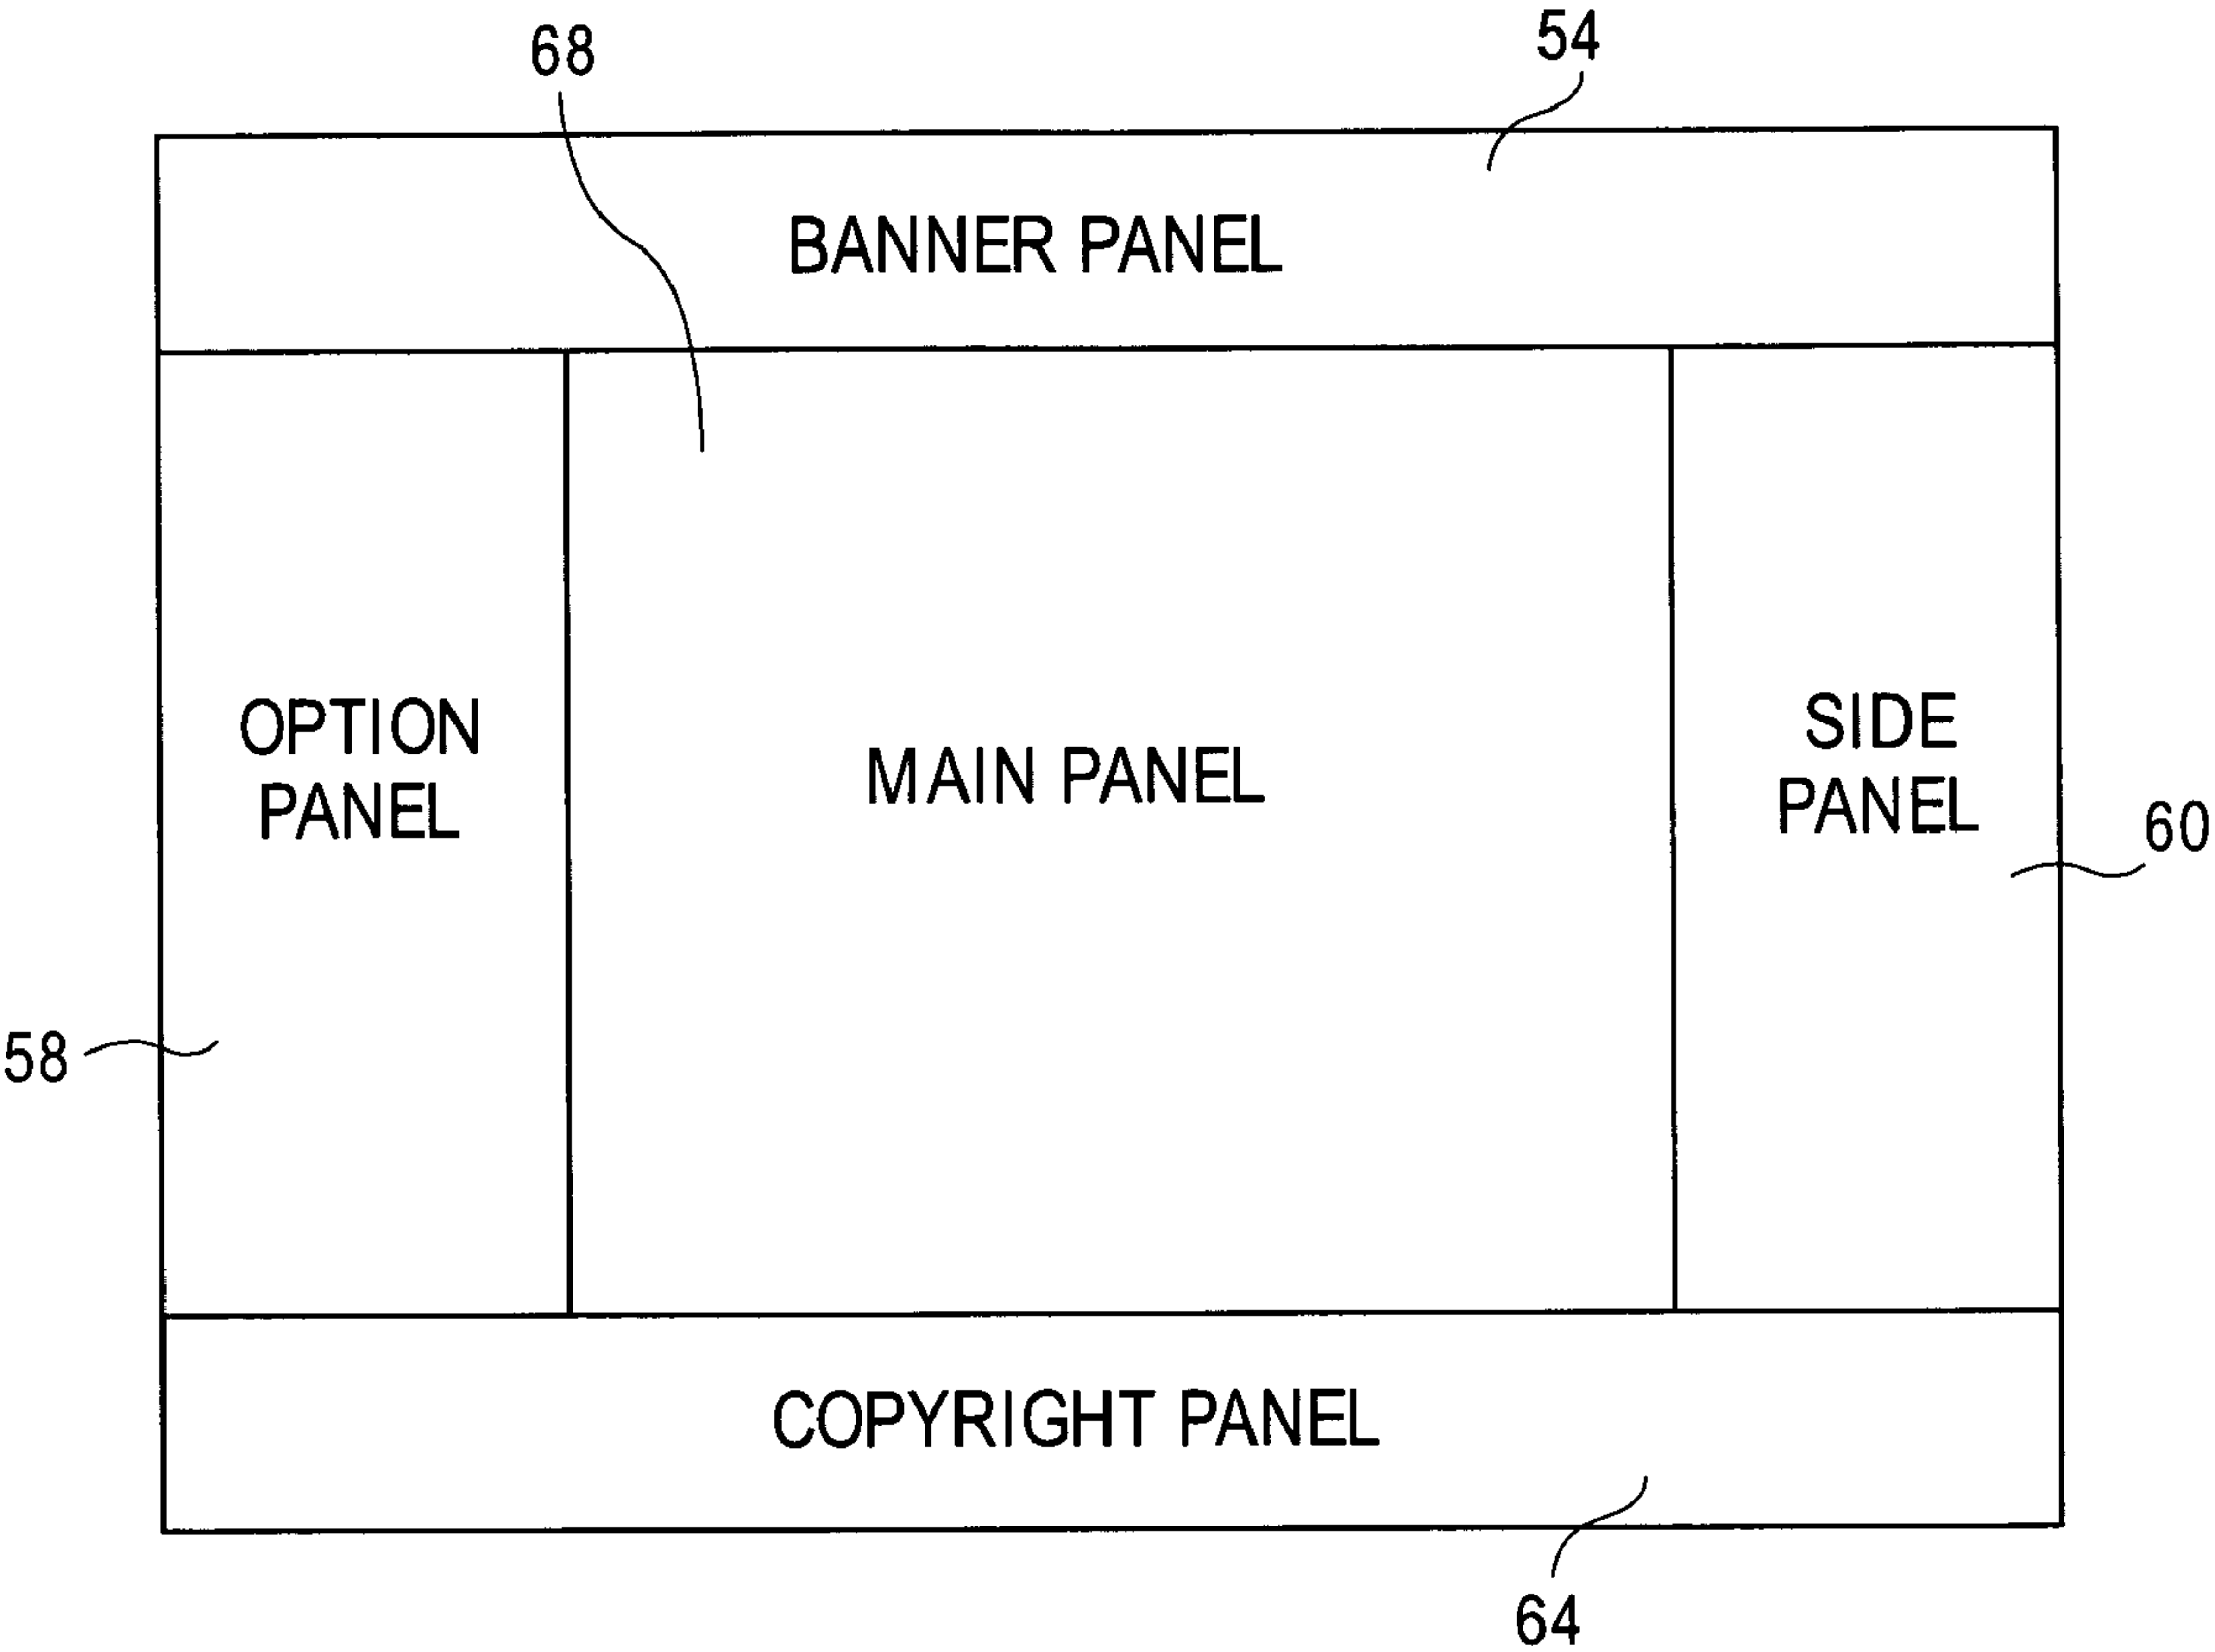 68
54
BANNER PANEL
OPTION
PANEL
MAIN PANEL
SIDE
PANEL
60
58
COPYRIGHT PANEL
64